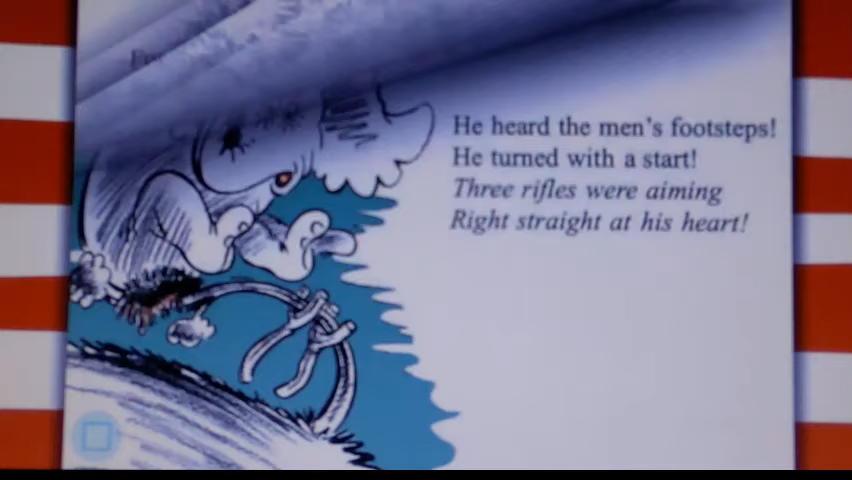 He heard the men's footsteps!
He turned with a start!
Three rifles were aiming
Right straight at his heart!